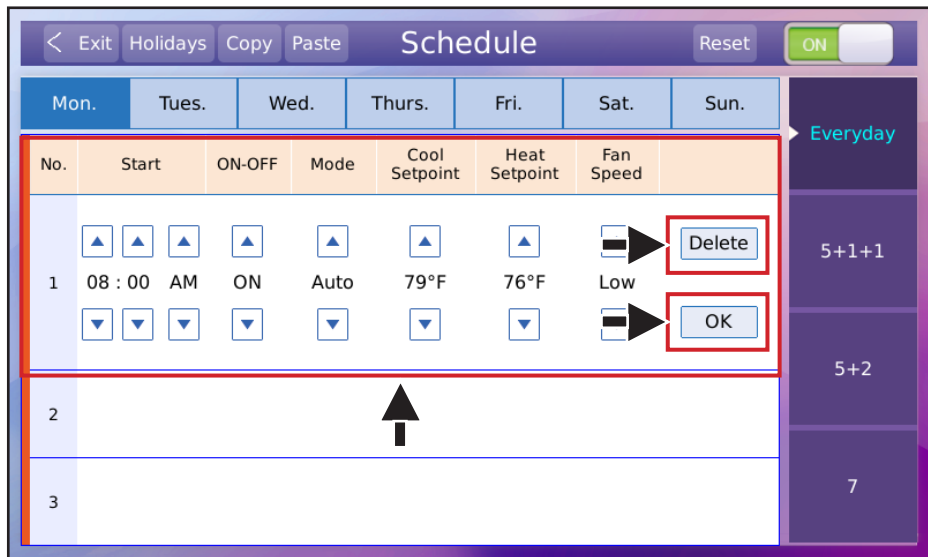 < Exit Holidays Copy Paste Schedule Reset ON
Mon. Tues. Wed. Thurs. Fri. Sat. Sun.
Everyday
No. Start ON-OFF Mode Cool Setpoint Heat Setpoint Fan Speed
Delete
1 08 : 00 AM ON Auto 79°F 76°F Low
OK
5+1+1
5+2
2
7
3